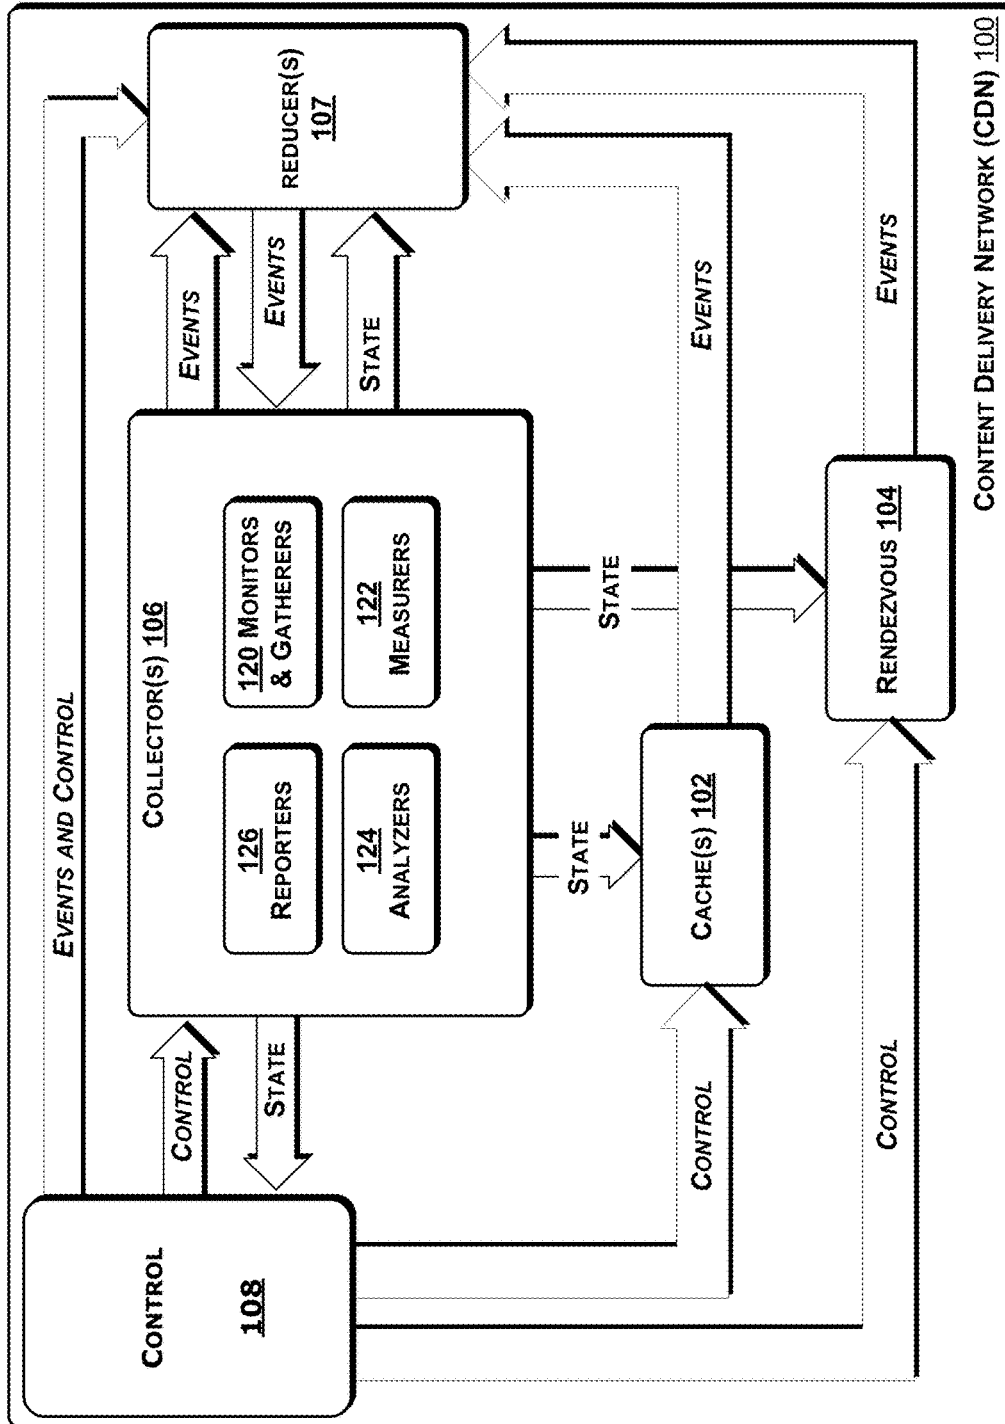 EVENTS AND CONTROL
CONTROL
108
CONTROL
STATE
COLLECTOR(S) 106
126
REPORTERS
120 MONITORS
& GATHERERS
124
ANALYZERS
122
MEASURERS
EVENTS
EVENTS
STATE
REDUCER(S)
107
STATE
STATE
CONTROL
CACHE(S) 102
EVENTS
CONTROL
RENDEZVOUS 104
EVENTS
CONTENT DELIVERY NETWORK (CDN) 100